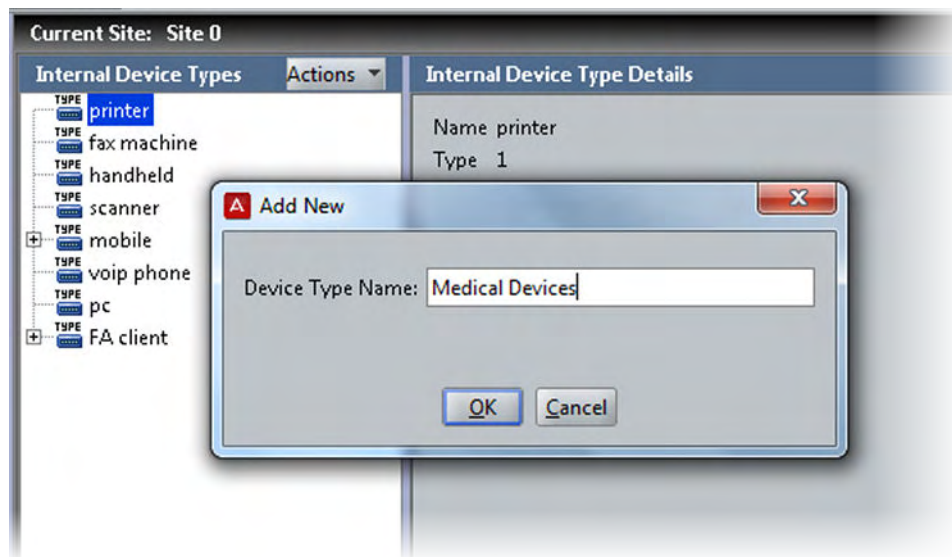 Current Site: Site 0
Internal Device Types Actions
Internal Device Type Details
TYPE printer
TYPE fax machine
TYPE handheld
TYPE scanner
TYPE mobile
TYPE voip phone
TYPE pc
TYPE FA client
Name printer
Type 1
A Add New
Device Type Name: Medical Devices
OK Cancel